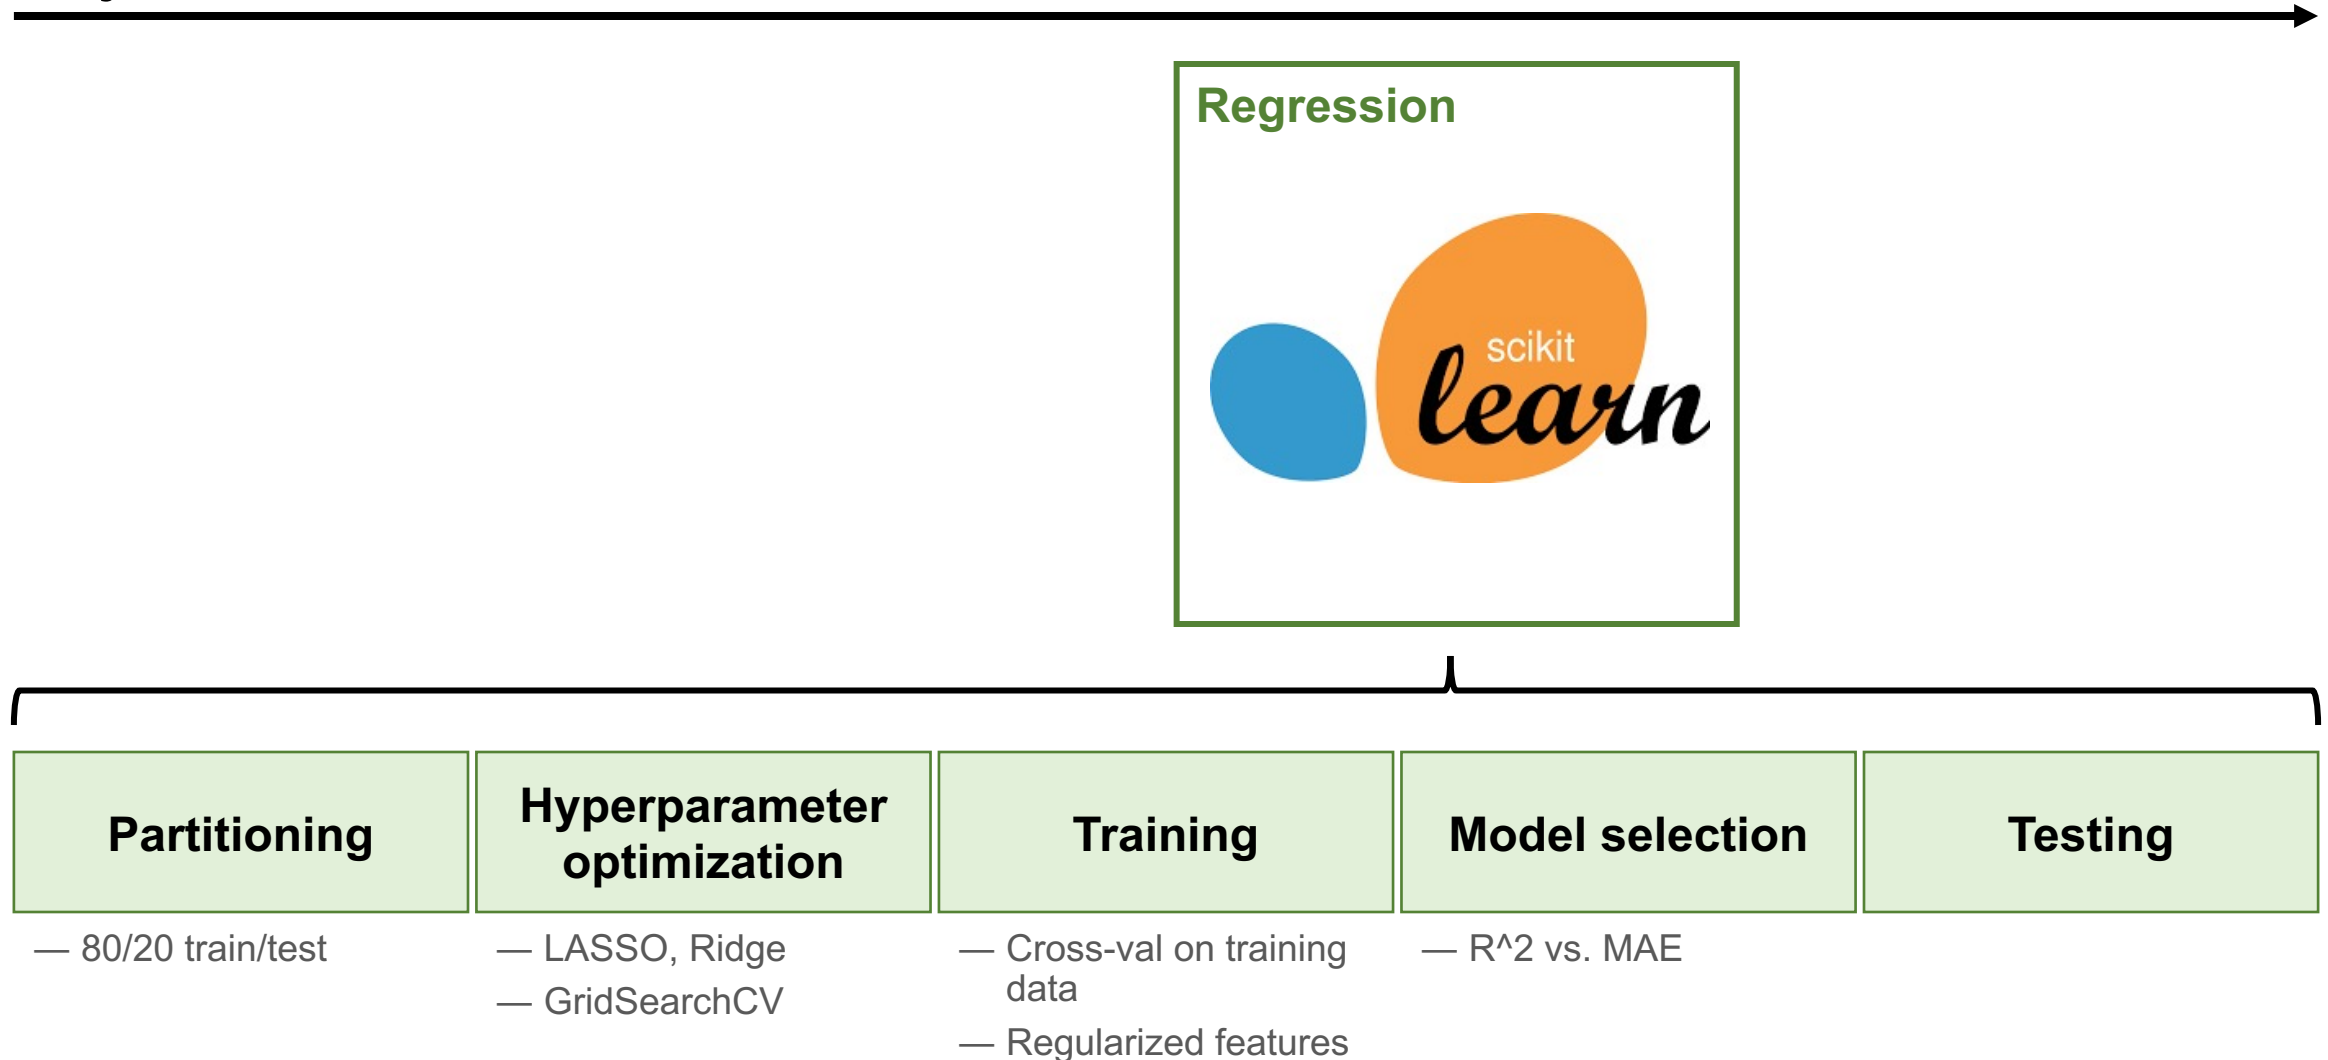 Regression
scikit
learn
Partitioning
Hyperparameter
optimization
Training
Model selection
Testing
— 80/20 train/test
— LASSO, Ridge
— GridSearchCV
— Cross-val on training
data
— Regularized features
— R^2 vs. MAE